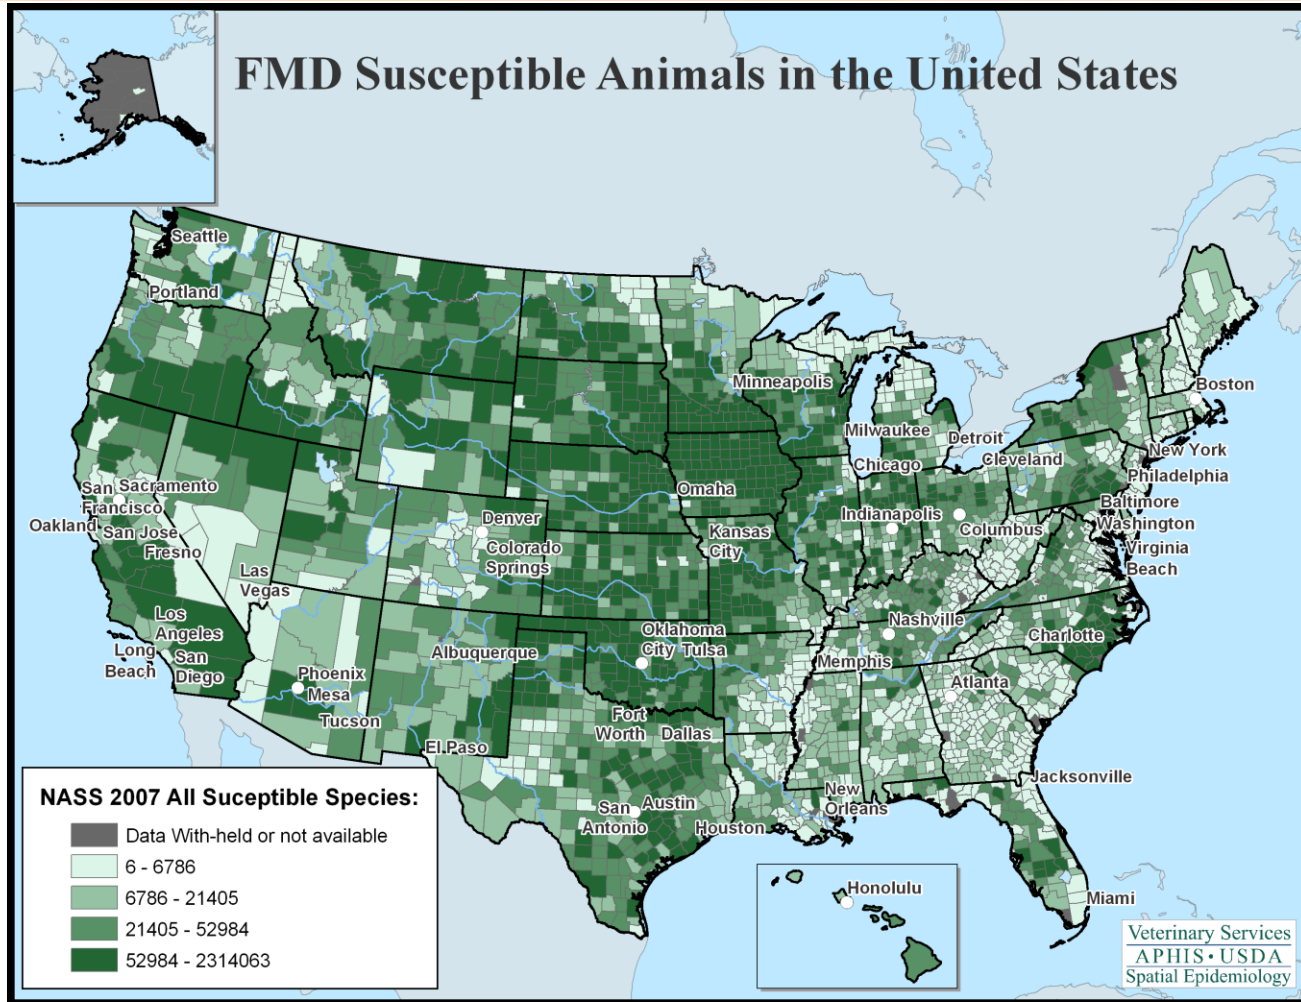 FMD Susceptible Animals in the United States
Seattle
Portland
Minneapolis
Boston
Milwaukee
Detroit
New York
Chicago
Cleveland
Philadelphia
San
Francisco
Sacramento
Omaha
Baltimore
Oakland
San Jose
Denver
Kansas
City
Indianapolis
Columbus
Washington
Fresno
Colorado
Springs
Virginia
Beach
Las
Vegas
Los
Angeles
Nashville
Charlotte
Oklahoma
City
Tulsa
Long
Beach
San
Diego
Albuquerque
Memphis
Phoenix
Mesa
Atlanta
Tucson
Fort
Worth
Dallas
El Paso
Jacksonville
New
Orleans
San
Antonio
Austin
Houston
Honolulu
Miami
NASS 2007 All Suceptible Species:
Data With-held or not available
6 - 6786
6786 - 21405
21405 - 52984
52984 - 2314063
Veterinary Services
APHIS • USDA
Spatial Epidemiology